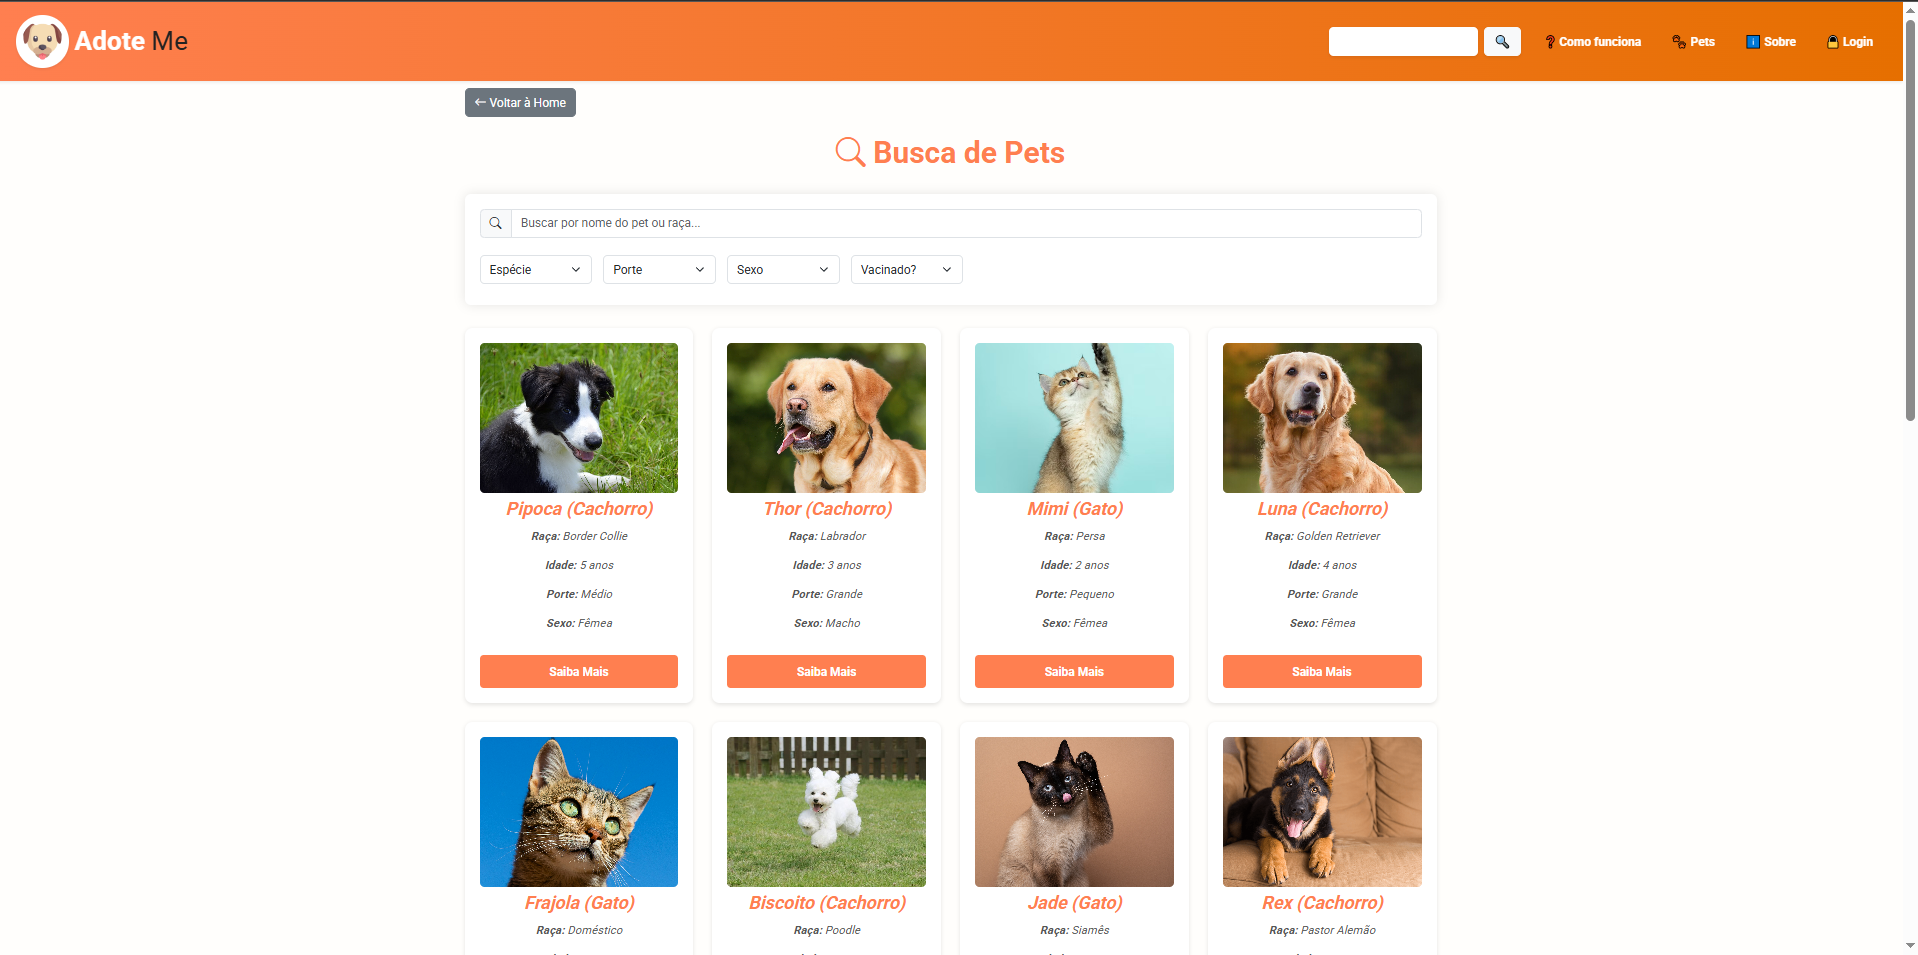 Adote Me
Como funciona
Pets
Sobre
Login
← Voltar à Home
Busca de Pets
Buscar por nome do pet ou raça...
Espécie
Porte
Sexo
Vacinado?
Pipoca (Cachorro)
Raça: Border Collie
Idade: 5 anos
Porte: Médio
Sexo: Fêmea
Saiba Mais
Thor (Cachorro)
Raça: Labrador
Idade: 3 anos
Porte: Grande
Sexo: Macho
Saiba Mais
Mimi (Gato)
Raça: Persa
Idade: 2 anos
Porte: Pequeno
Sexo: Fêmea
Saiba Mais
Luna (Cachorro)
Raça: Golden Retriever
Idade: 4 anos
Porte: Grande
Sexo: Fêmea
Saiba Mais
Frajola (Gato)
Raça: Doméstico
Biscoito (Cachorro)
Raça: Poodle
Jade (Gato)
Raça: Siamês
Rex (Cachorro)
Raça: Pastor Alemão